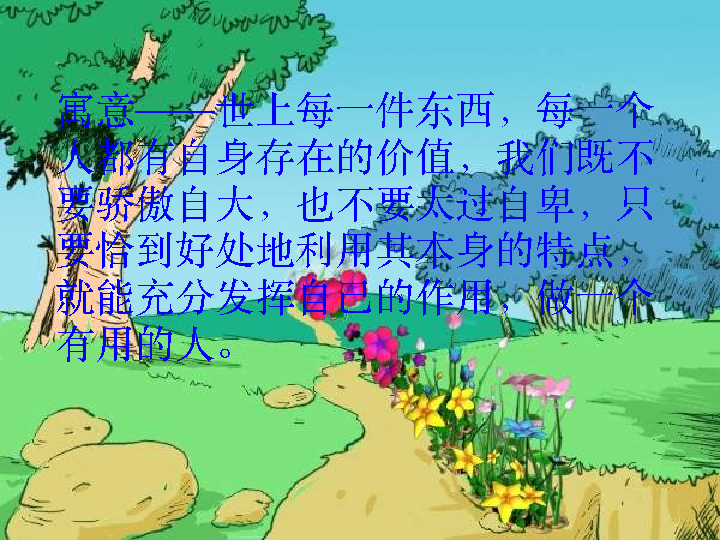 寓意——世上每一件东西，每一个
人都有自身存在的价值，我们既不
要骄傲自大，也不要太过自卑，只
要恰到好处地利用其本身的特点，
就能充分发挥自己的作用，做一个
有用的人。